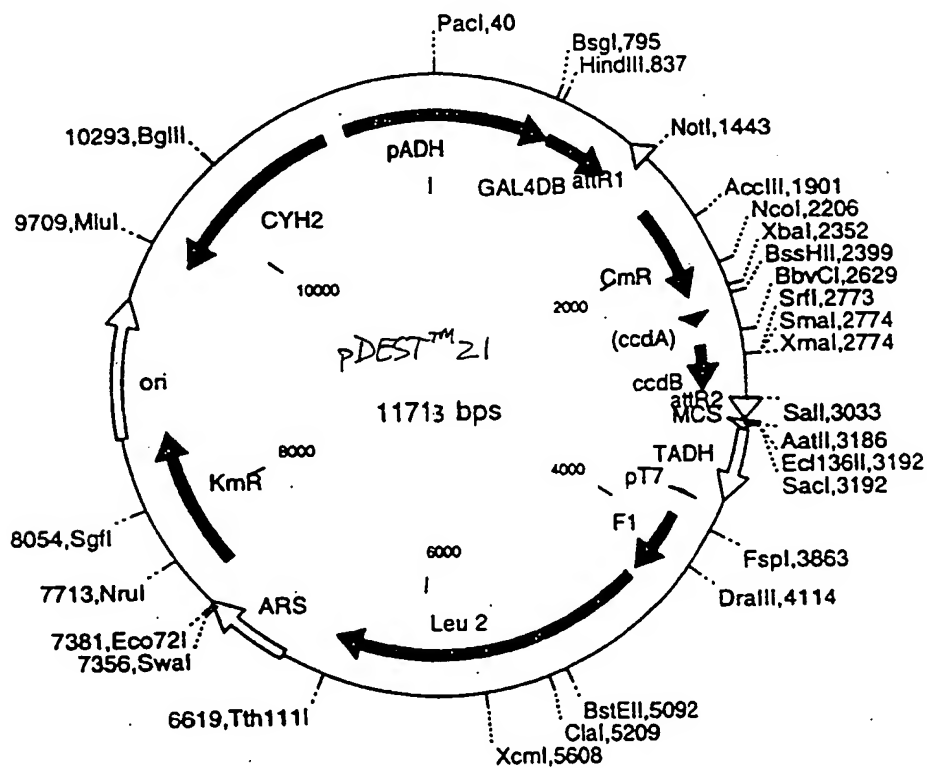 PacI,40
BsgI,795
HindIII,837
NotI,1443
AccIII,1901
NcoI,2206
XbaI,2352
BssHII,2399
BbvCI,2629
SrfI,2773
SmaI,2774
XmaI,2774
SalI,3033
AatII,3186
Ecl136II,3192
SacI,3192
FspI,3863
DraIII,4114
BstEII,5092
ClaI,5209
XcmI,5608
6619,Tth111I
7356,SwaI
7381,Eco72I
7713,NruI
8054,SgfI
9709,MluI
10293,BglII
pADH
GAL4DB
attR1
CmR
(ccdA)
ccdB
attR2
MCS
TADH
pT7
F1
Leu 2
ARS
KmR
ori
CYH2
10000
2000
4000
6000
8000
pDEST™21
11713 bps